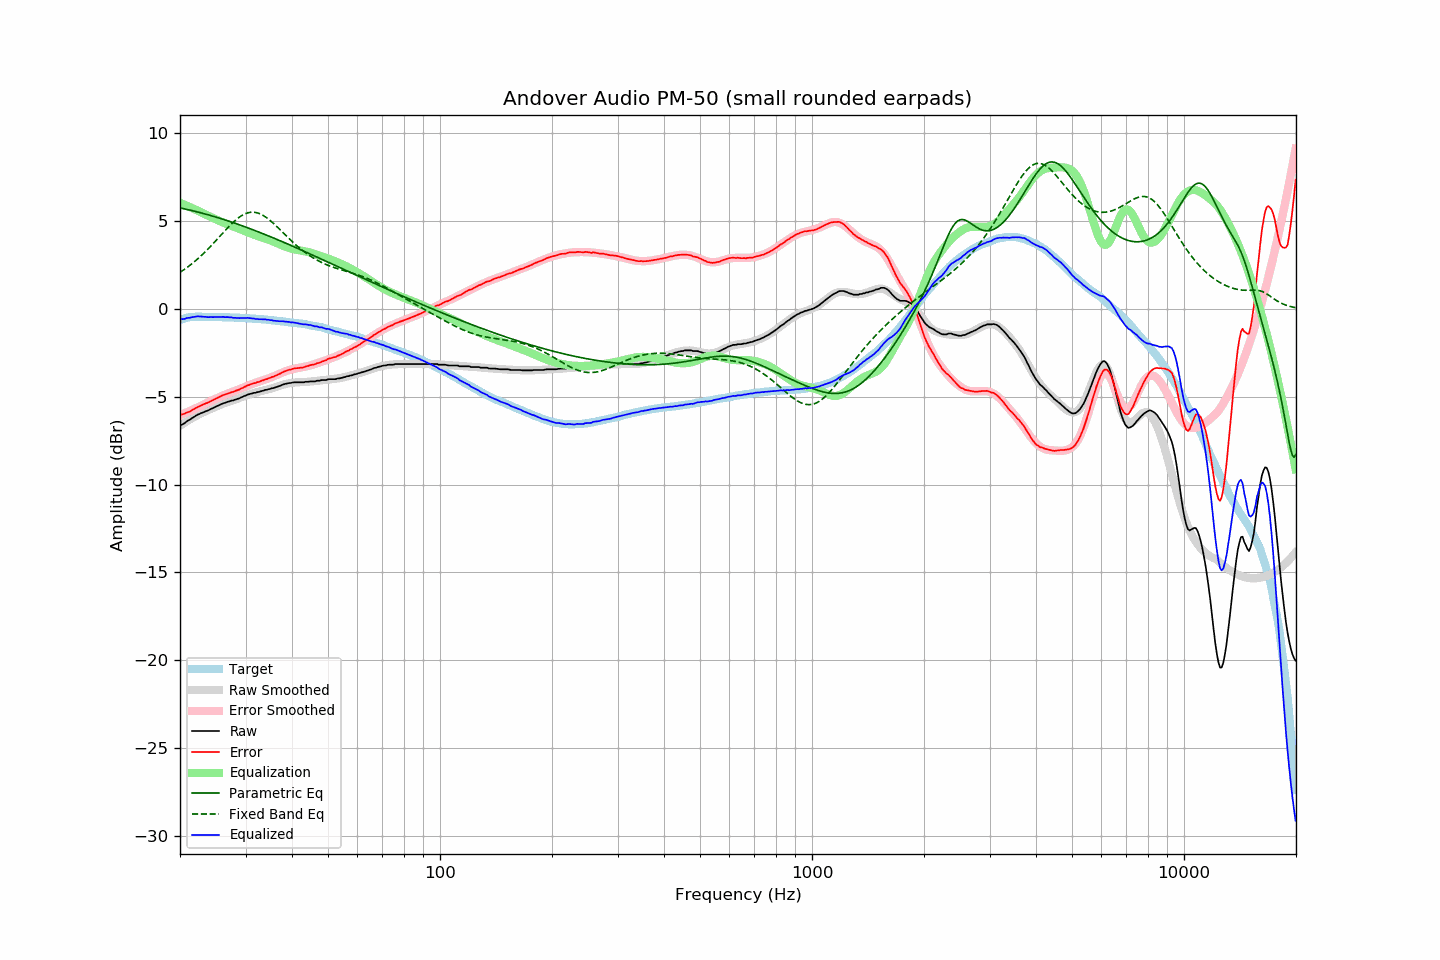 Andover Audio PM-50 (small rounded earpads)
Amplitude (dBr)
10
5
0
−5
−10
−15
−20
−25
−30
Target
Raw Smoothed
Error Smoothed
Raw
Error
Equalization
Parametric Eq
Fixed Band Eq
Equalized
100
1000
10000
Frequency (Hz)